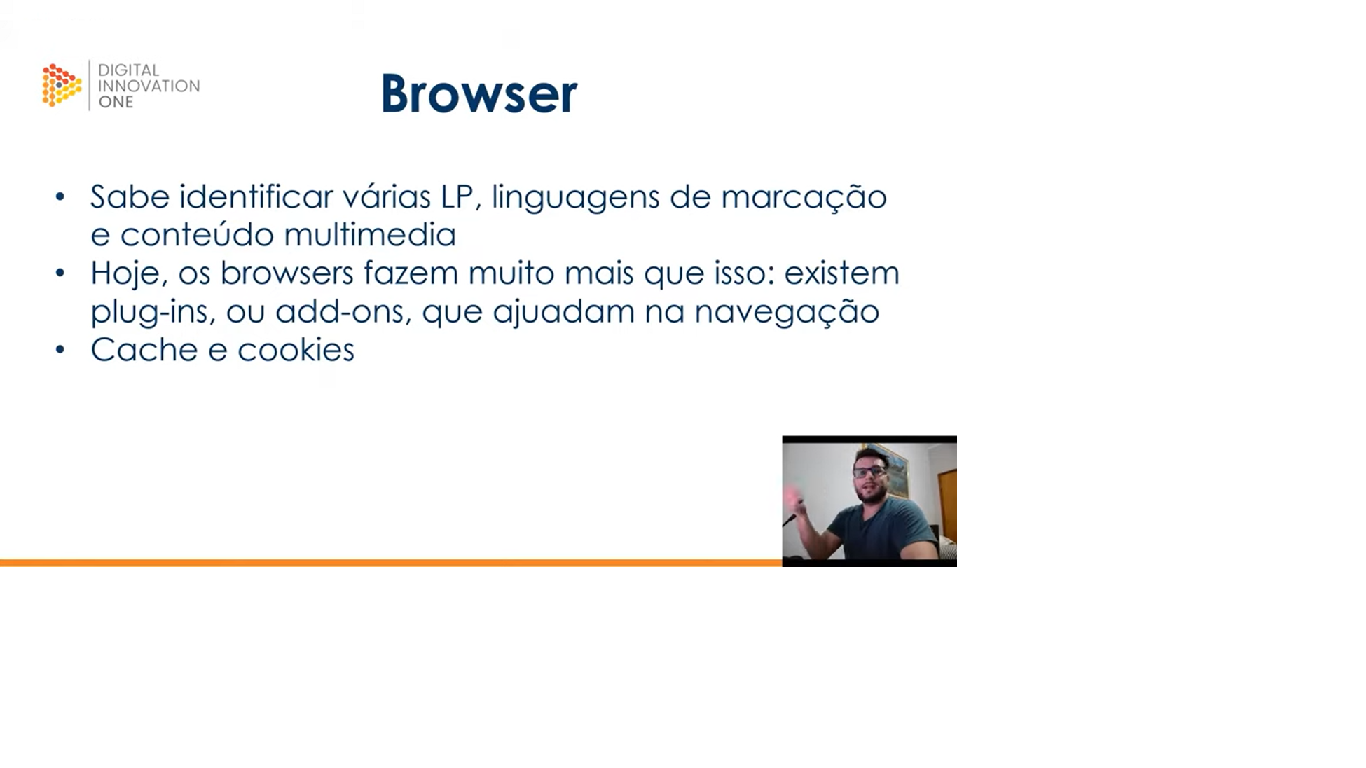 DIGITAL
INNOVATION
ONE
Browser
• Sabe identificar várias LP, linguagens de marcação
e conteúdo multimedia
• Hoje, os browsers fazem muito mais que isso: existem
plug-ins, ou add-ons, que ajuadam na navegação
• Cache e cookies